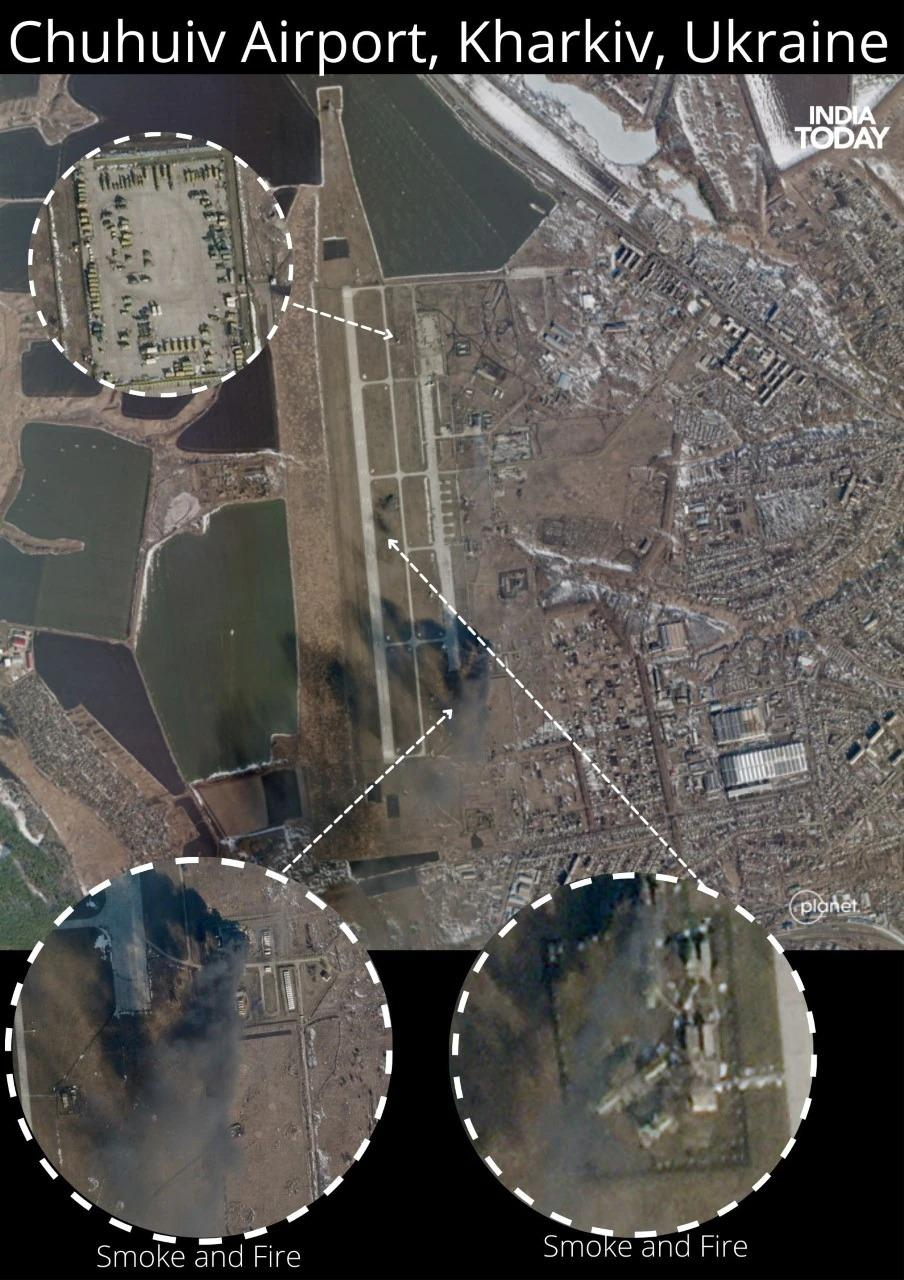 Chuhuiv Airport, Kharkiv, Ukraine
INDIA
TODAY
planet.
Smoke and Fire
Smoke and Fire